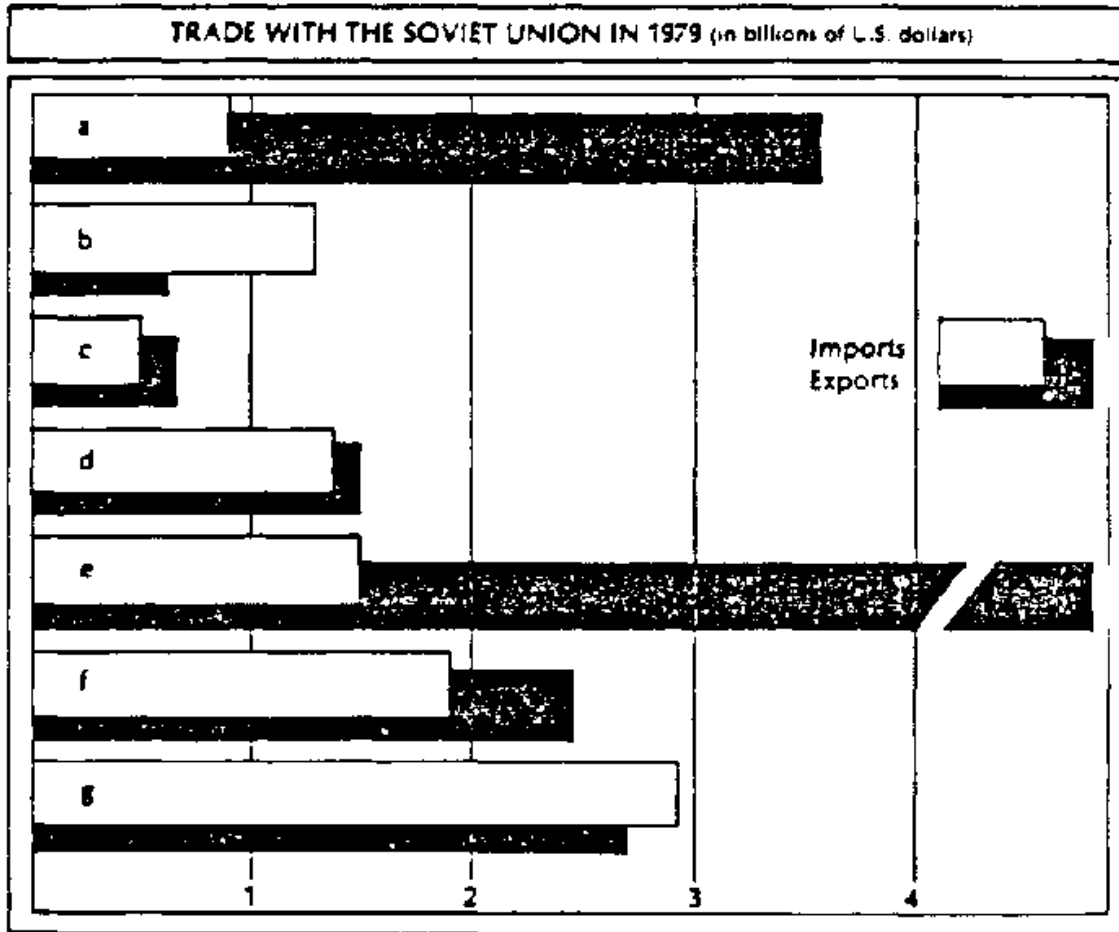 TRADE WITH THE SOVIET UNION IN 1979 (in billions of U.S. dollars)
a
b
c
Imports
Exports
d
e
f
g
1 2 3 4